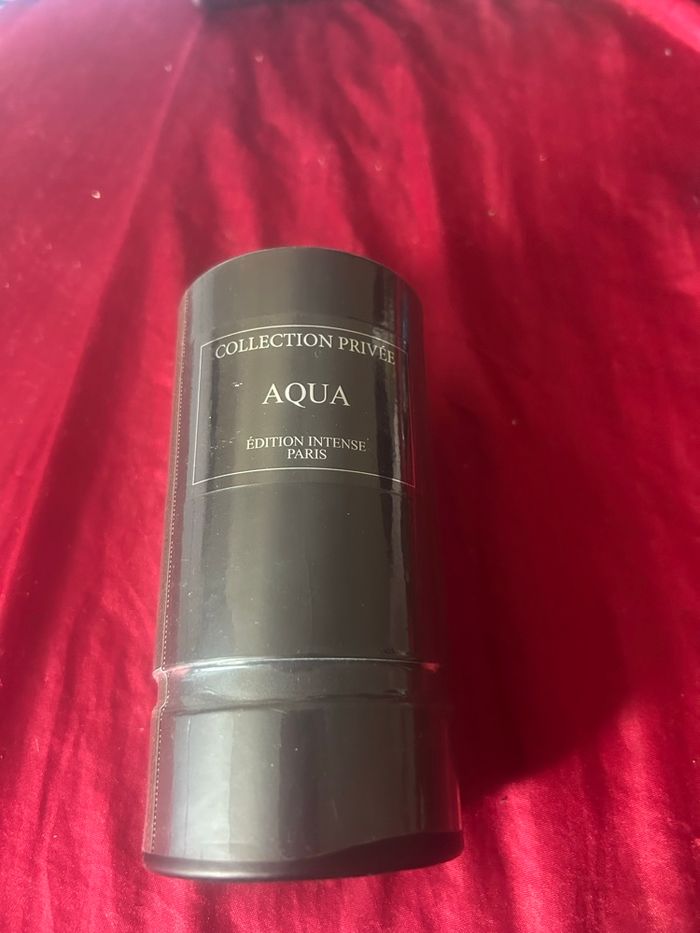 COLLECTION PRIVÉE
AQUA
ÉDITION INTENSE
PARIS